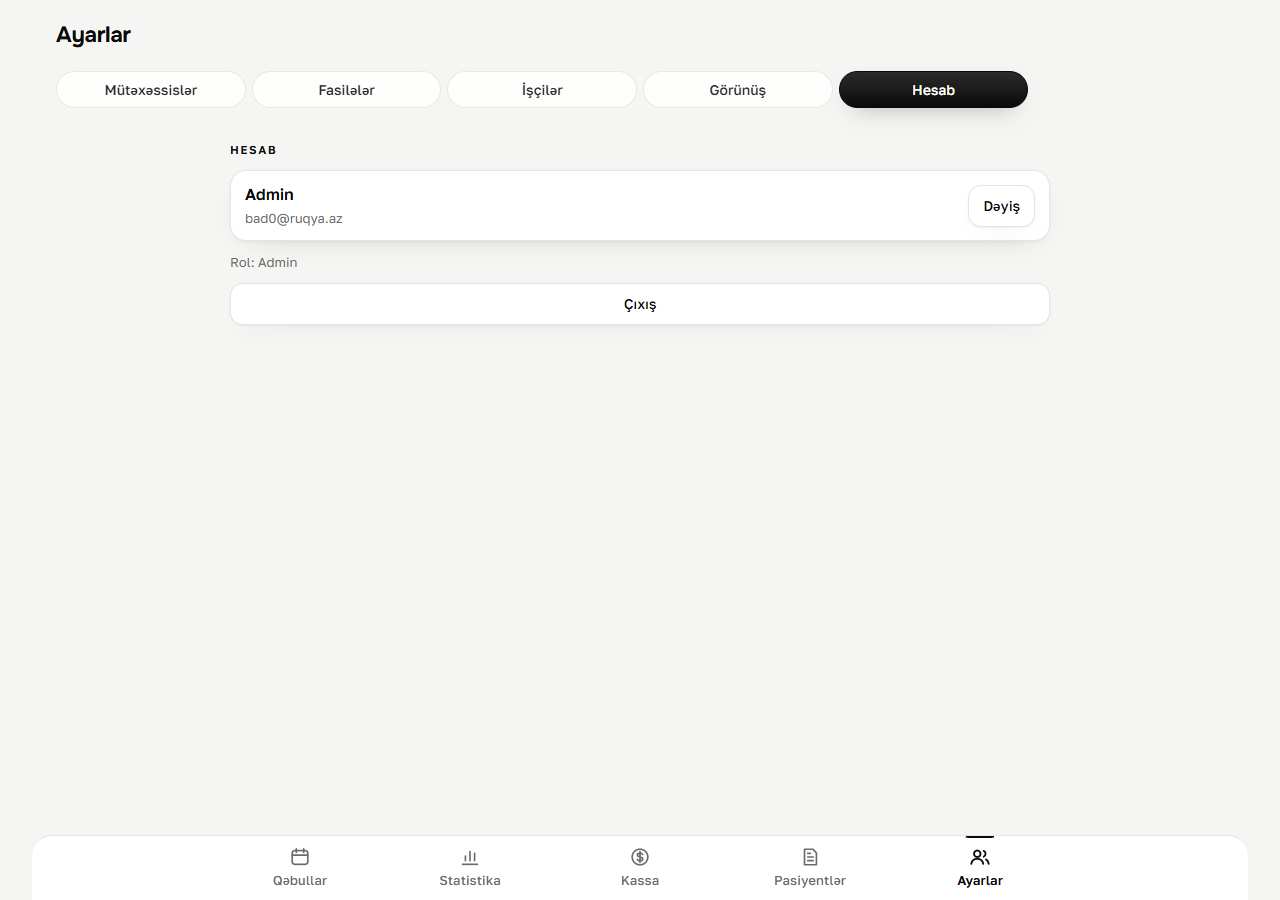 Ayarlar
Mütəxəssislər
Fasilələr
İşçilər
Görünüş
Hesab
HESAB
Admin
bad0@ruqya.az
Dəyiş
Rol: Admin
Çıxış
Qəbullar
Statistika
Kassa
Pasiyentlər
Ayarlar